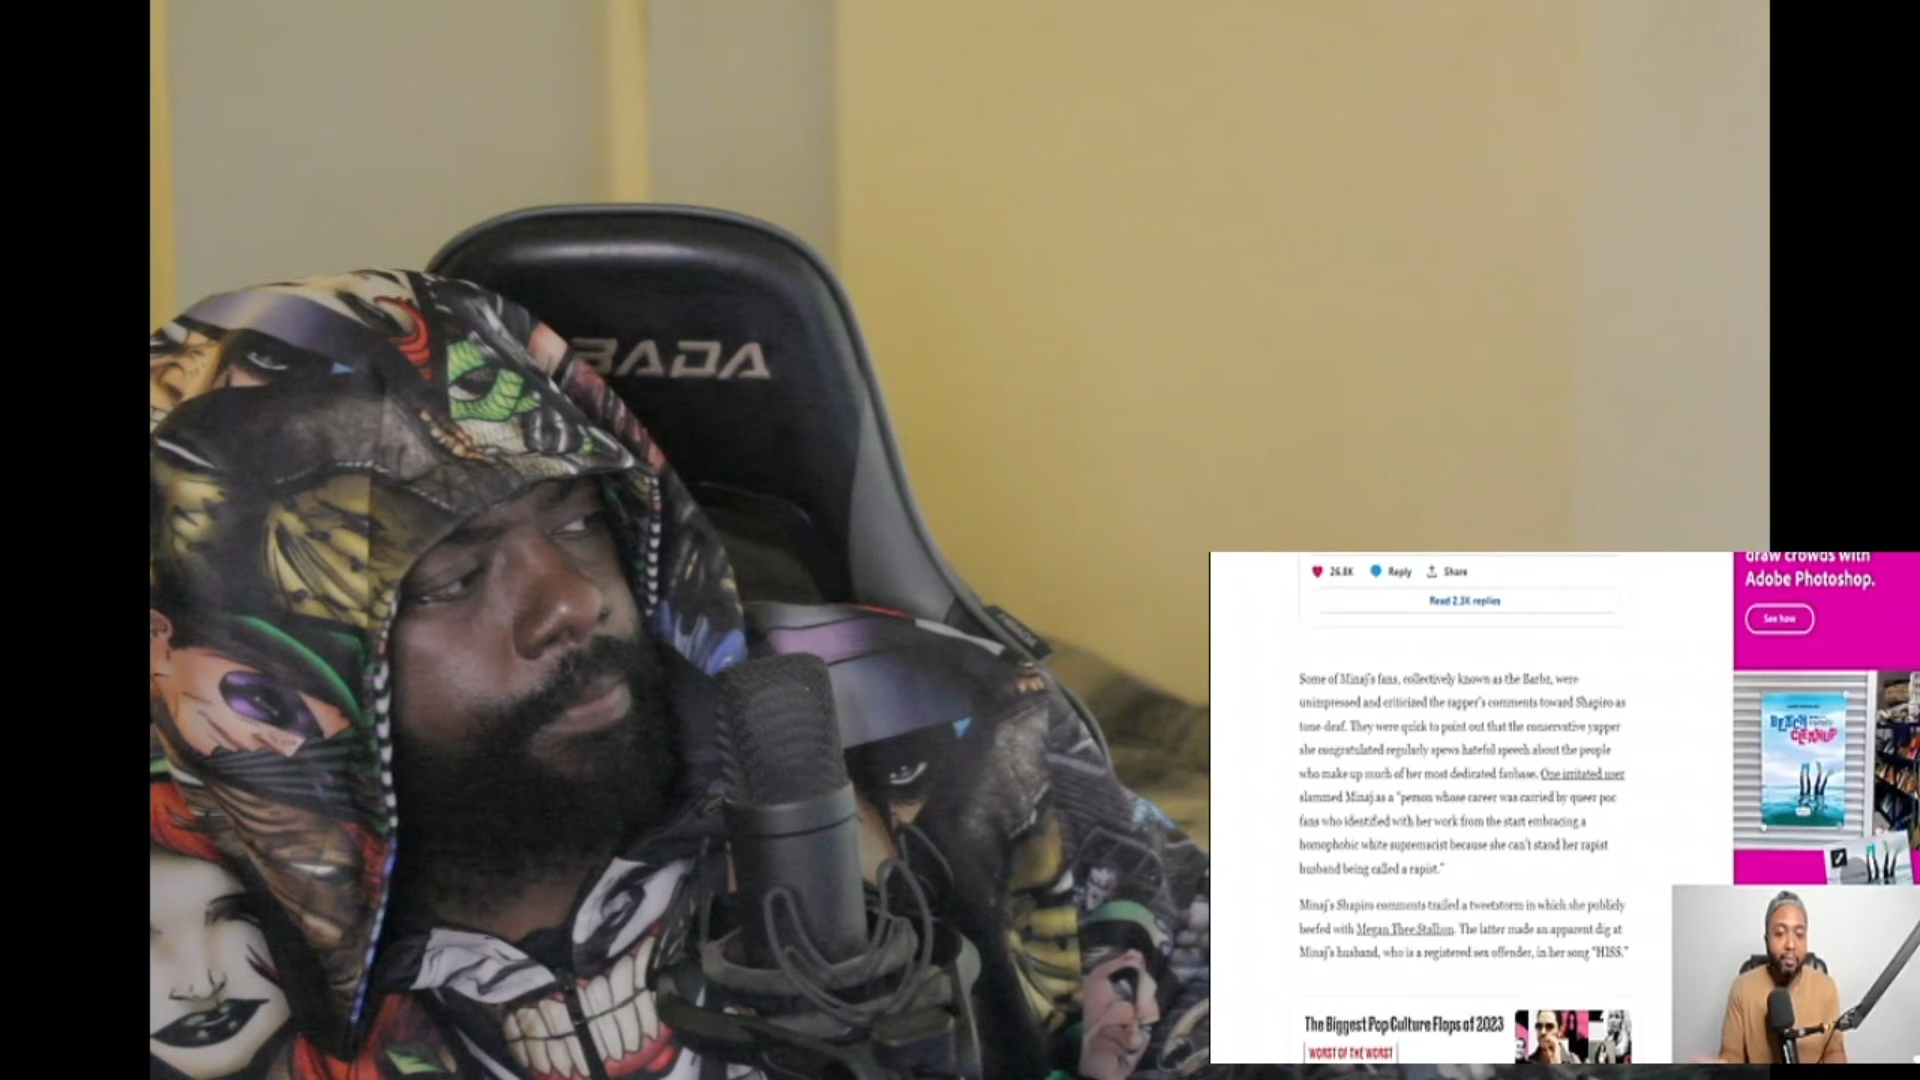 BADA
26.8K Reply Share
Read 2.3K replies
draw crowds with
Adobe Photoshop.
See how
Some of Minaj's fans, collectively known as the Barbz, were
unimpressed and criticized the rapper's comments toward Shapiro as
tone-deaf. They were quick to point out that the conservative yapper
she congratulated regularly spews hateful speech about the people
who make up much of her most dedicated fanbase. One irritated user
slammed Minaj as a "person whose career was carried by queer poc
fans who identified with her work from the start embracing a
homophobic white supremacist because she can't stand her rapist
husband being called a rapist."
Minaj's Shapiro comments trailed a tweetstorm in which she publicly
beefed with Megan Thee Stallion. The latter made an apparent dig at
Minaj's husband, who is a registered sex offender, in her song "HISS."
The Biggest Pop Culture Flops of 2023
WORST OF THE WORST
BEACH
CLEANUP